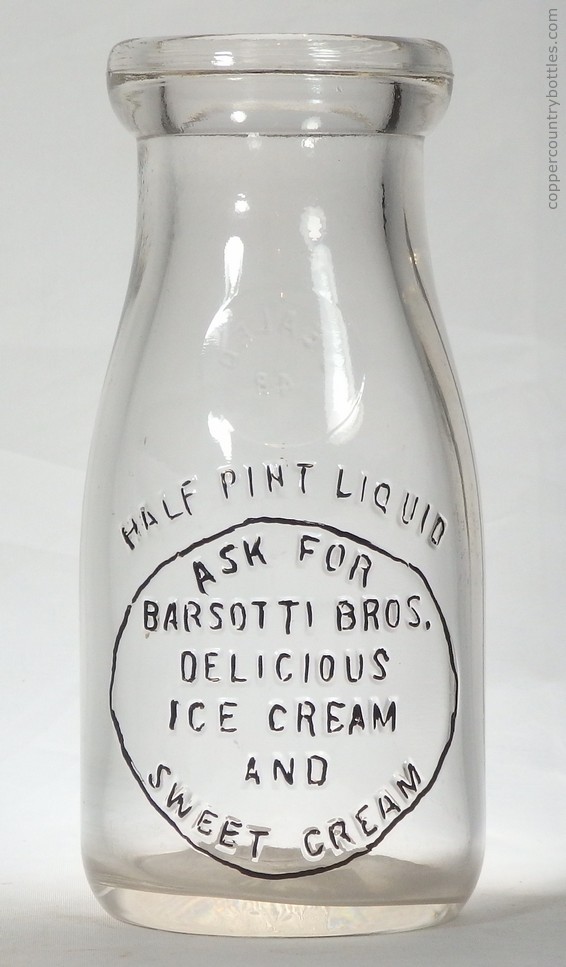 coppercountrybottles.com
HALF PINT LIQUID
ASK FOR
BARSOTTI BROS.
DELICIOUS
ICE CREAM
AND
SWEET CREAM